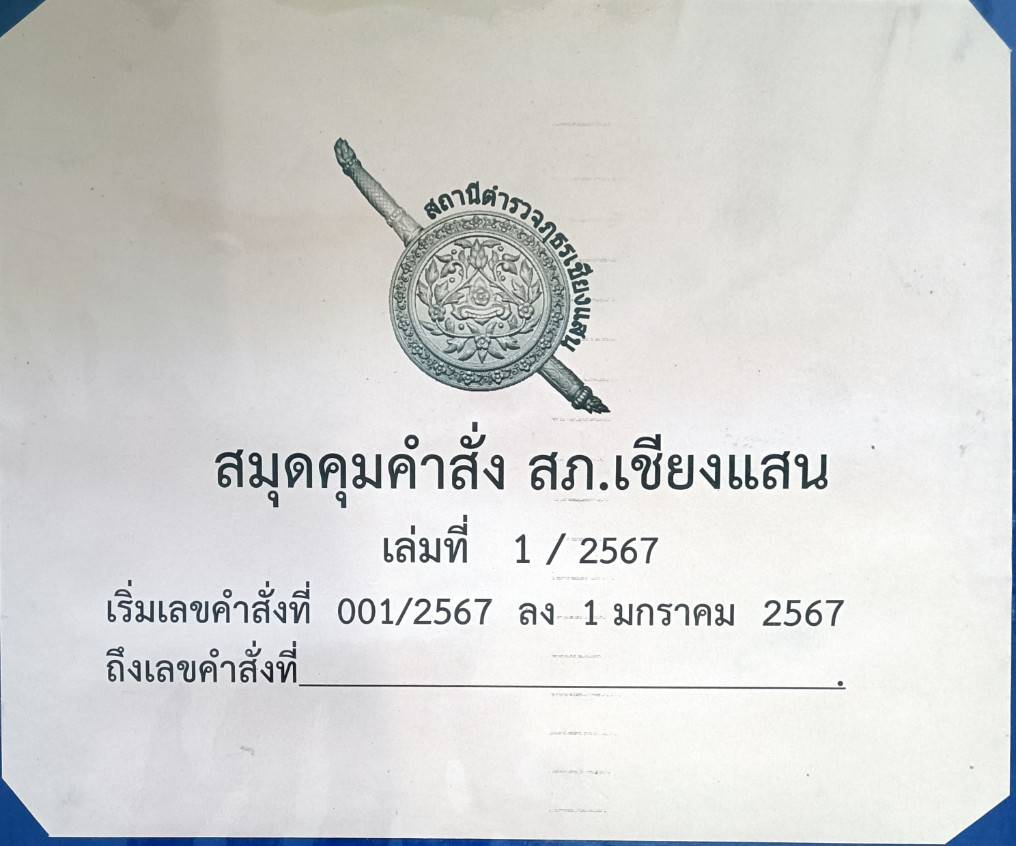 สถานีตำรวจภูธรเชียงแสน
สมุดคุมคำสั่ง สภ.เชียงแสน
เล่มที่ 1 / 2567
เริ่มเลขคำสั่งที่ 001/2567 ลง 1 มกราคม 2567
ถึงเลขคำสั่งที่______________________________.